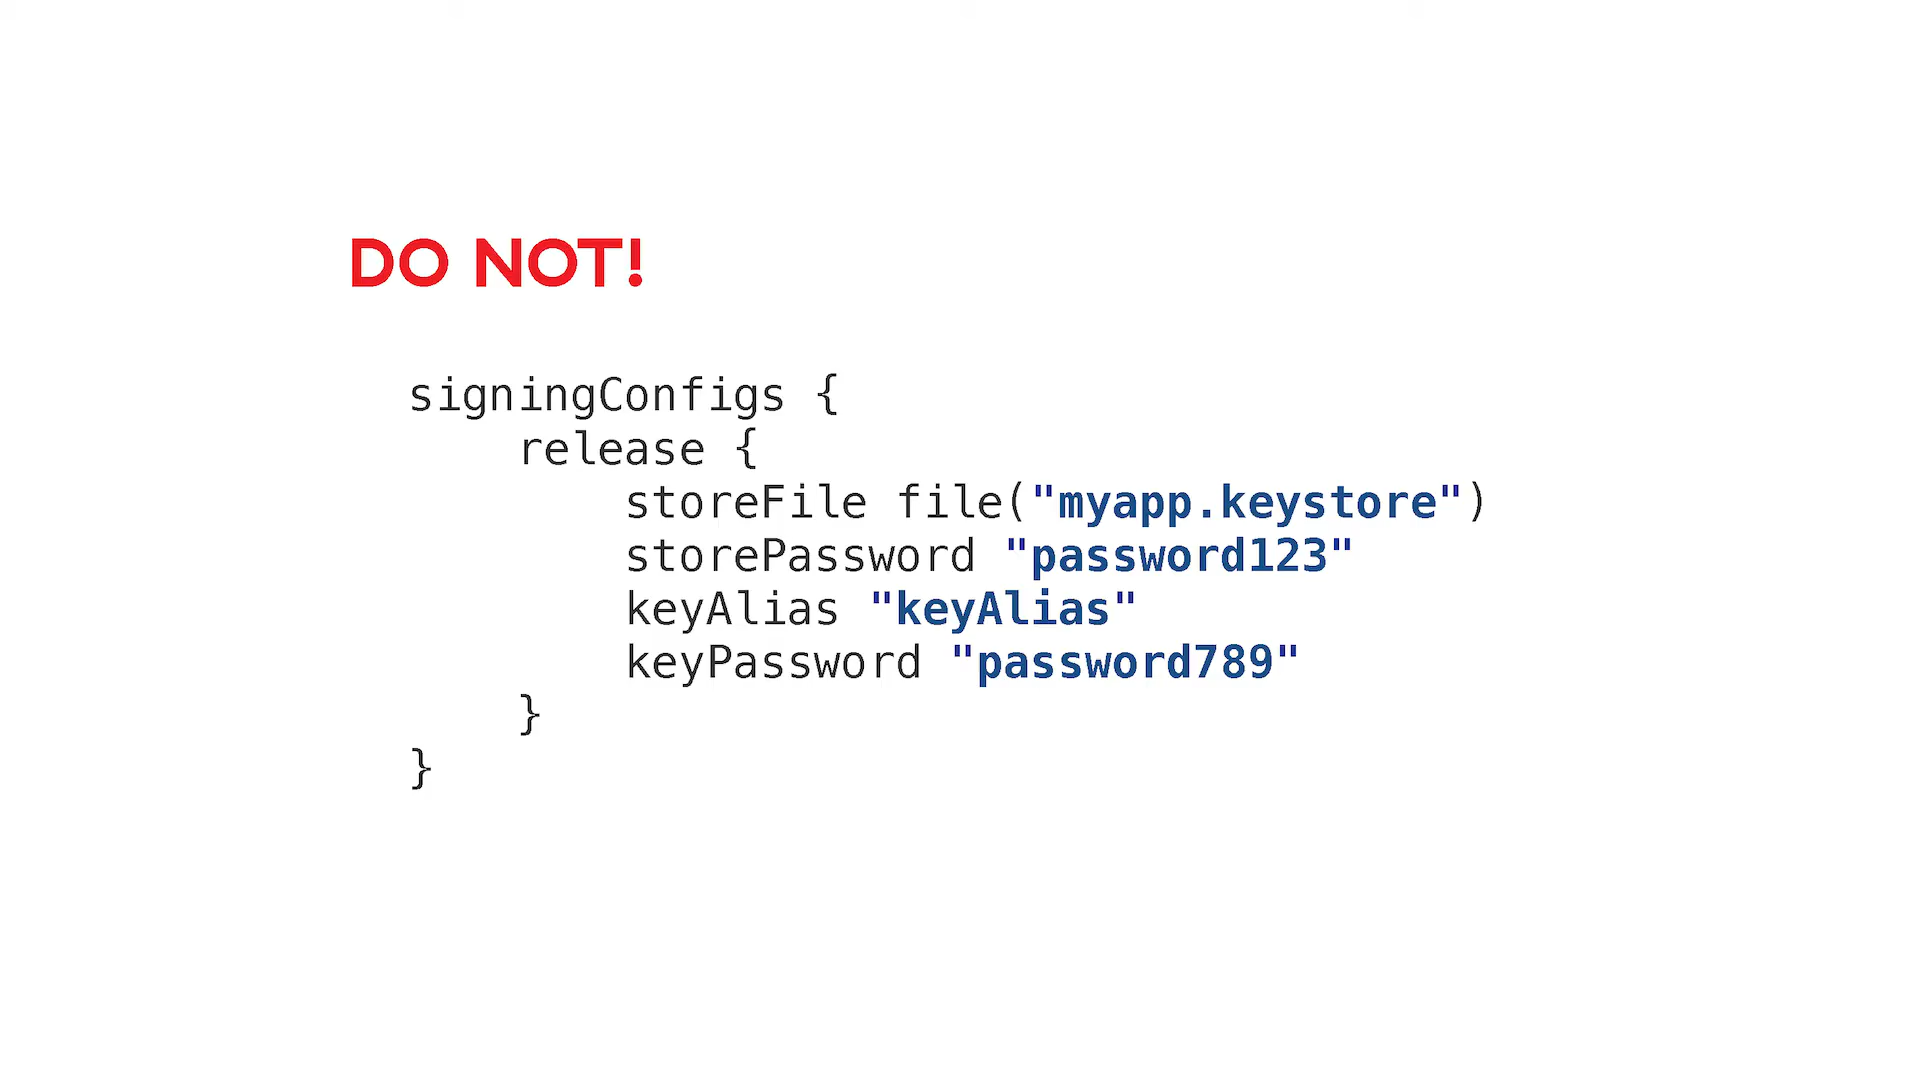 DO NOT!
signingConfigs {
release {
storeFile file("myapp.keystore")
storePassword "password123"
keyAlias "keyAlias"
keyPassword "password789"
}
}